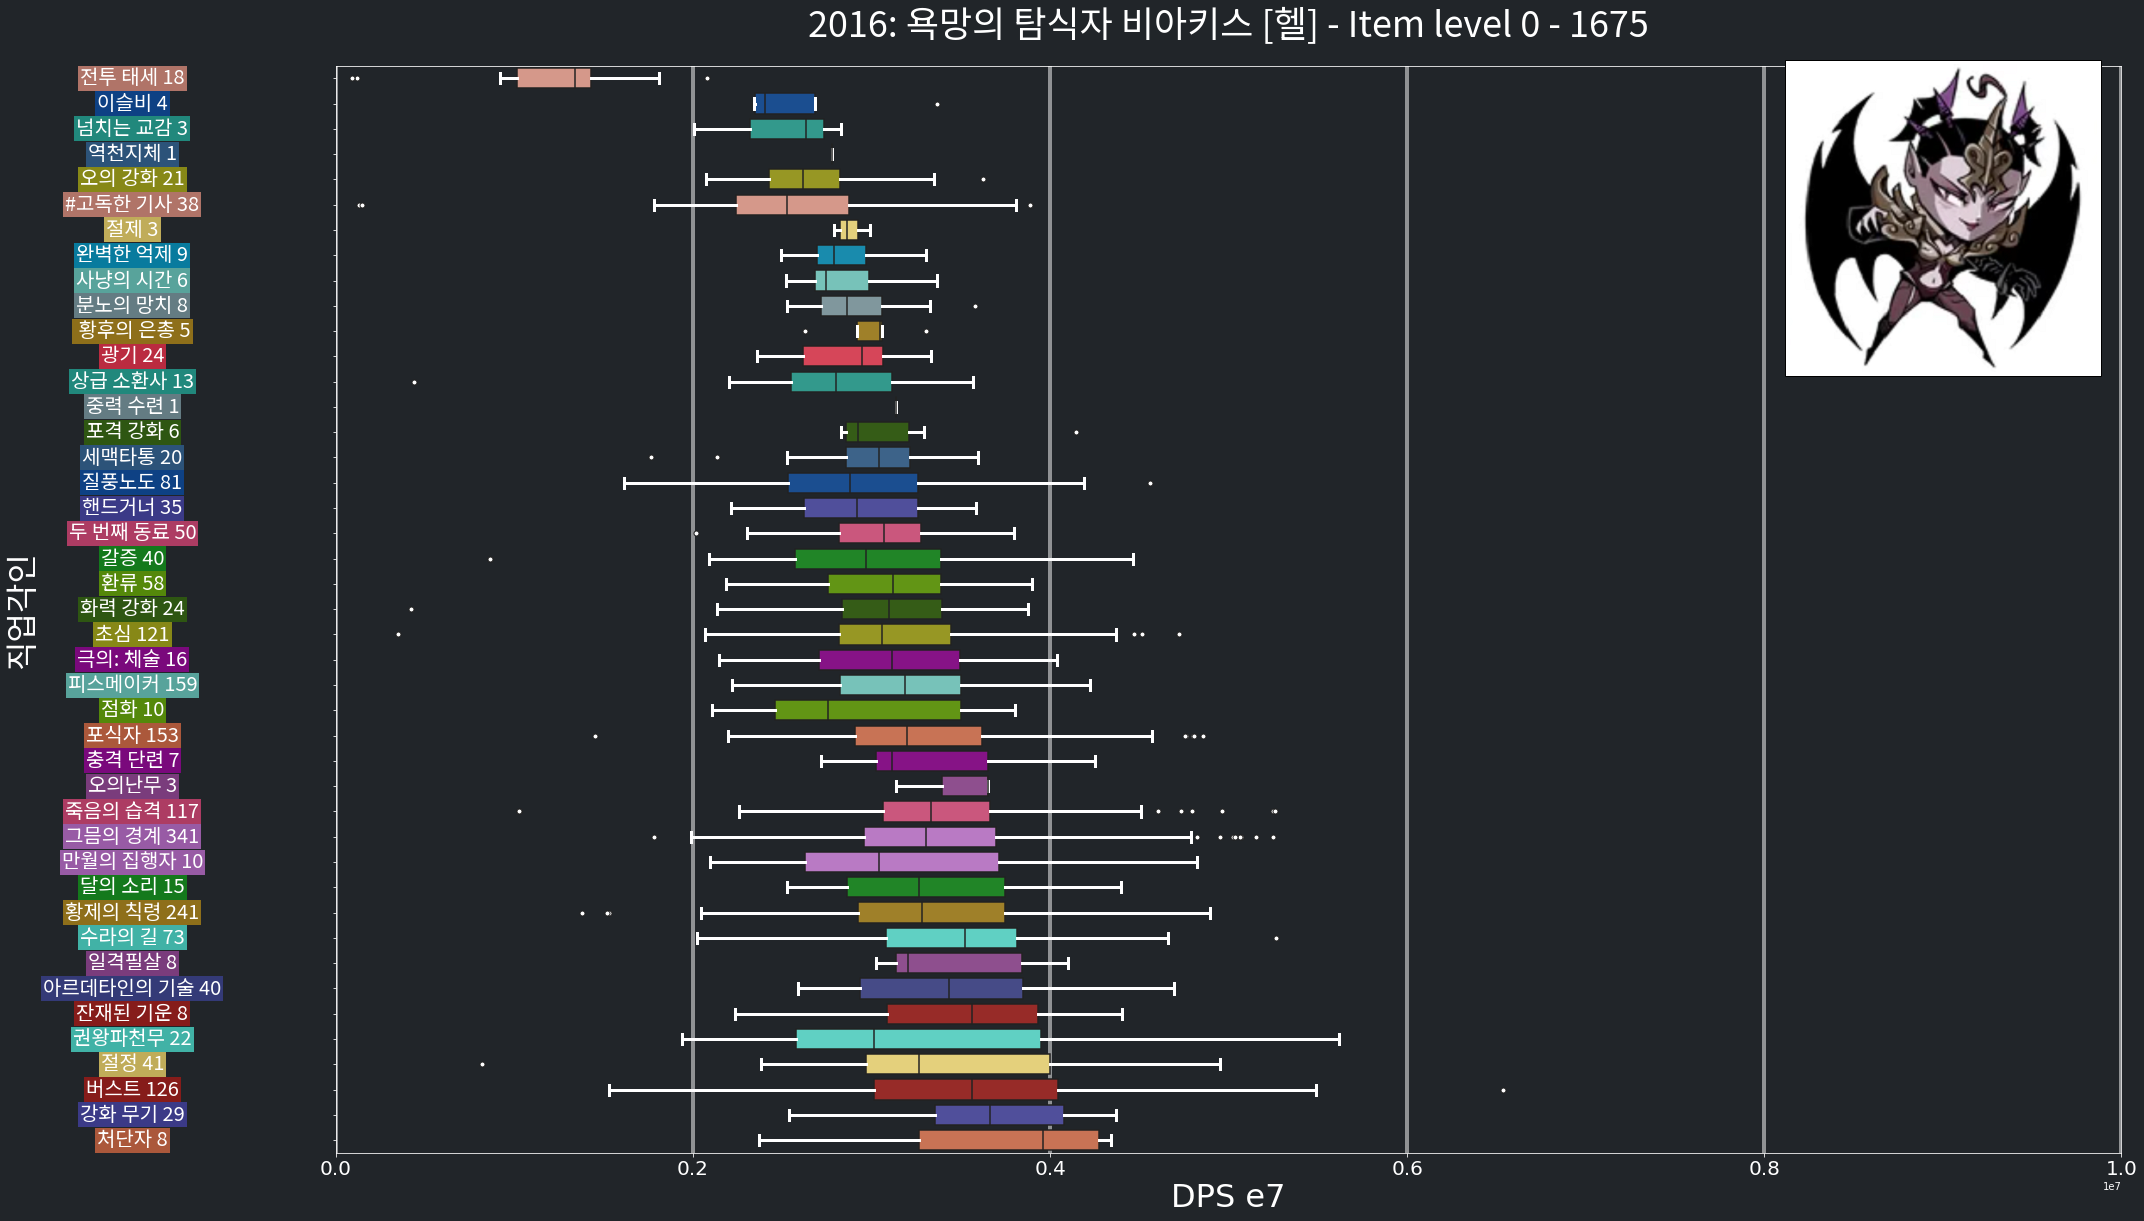 2016: 욕망의 탐식자 비아키스 [헬] - Item level 0 - 1675
직업각인
전투 태세 18
이슬비 4
넘치는 교감 3
역천지체 1
오의 강화 21
#고독한 기사 38
절제 3
완벽한 억제 9
사냥의 시간 6
분노의 망치 8
황후의 은총 5
광기 24
상급 소환사 13
중력 수련 1
포격 강화 6
세맥타통 20
질풍노도 81
핸드거너 35
두 번째 동료 50
갈증 40
환류 58
화력 강화 24
초심 121
극의: 체술 16
피스메이커 159
점화 10
포식자 153
충격 단련 7
오의난무 3
죽음의 습격 117
그믐의 경계 341
만월의 집행자 10
달의 소리 15
황제의 칙령 241
수라의 길 73
일격필살 8
아르데타인의 기술 40
잔재된 기운 8
권왕파천무 22
절정 41
버스트 126
강화 무기 29
처단자 8
0.0 0.2 0.4 0.6 0.8 1.0
1e7
DPS e7